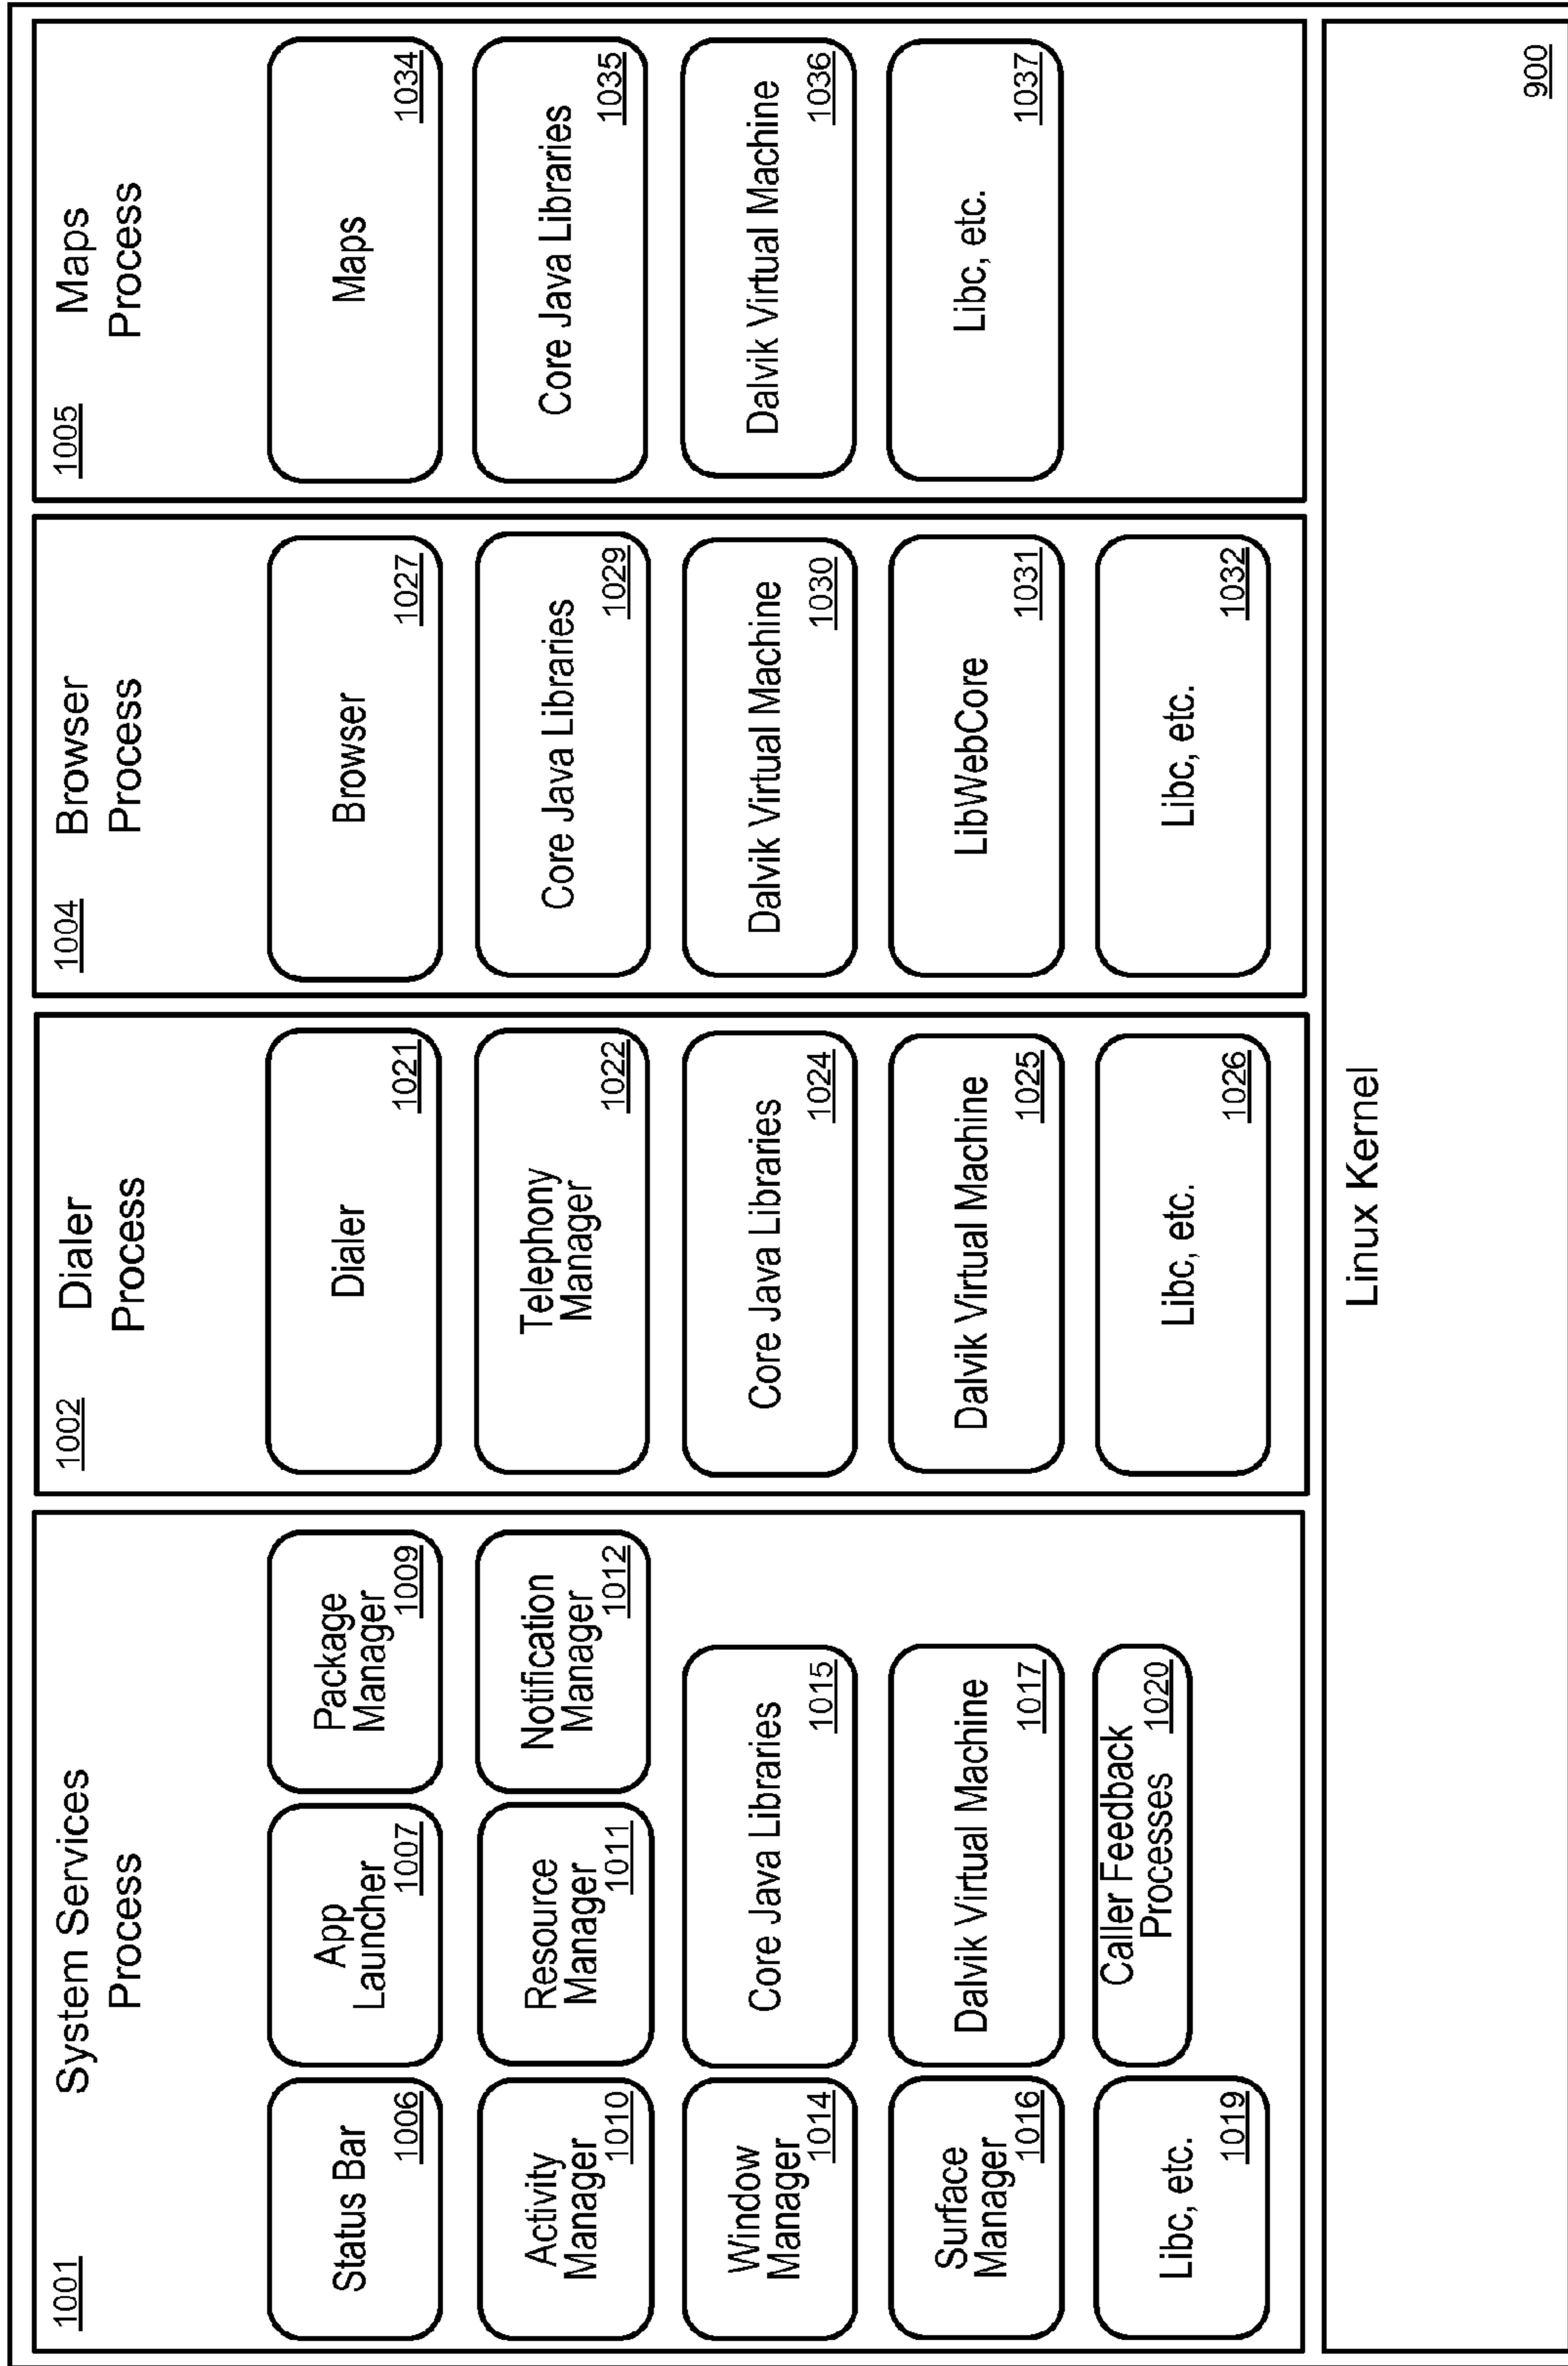 1001
System Services
Process
Status Bar
1006
App
Launcher
1007
Package
Manager
1009
Activity
Manager
1010
Resource
Manager
1011
Notification
Manager
1012
Window
Manager
1014
Core Java Libraries
1015
Surface
Manager
1016
Dalvik Virtual Machine
1017
Libc, etc.
1019
Caller Feedback
Processes
1020
1002
Dialer
Process
Dialer
1021
Telephony
Manager
1022
Core Java Libraries
1024
Dalvik Virtual Machine
1025
Libc, etc.
1026
1004
Browser
Process
Browser
1027
Core Java Libraries
1029
Dalvik Virtual Machine
1030
LibWebCore
1031
Libc, etc.
1032
1005
Maps
Process
Maps
1034
Core Java Libraries
1035
Dalvik Virtual Machine
1036
Libc, etc.
1037
Linux Kernel
900